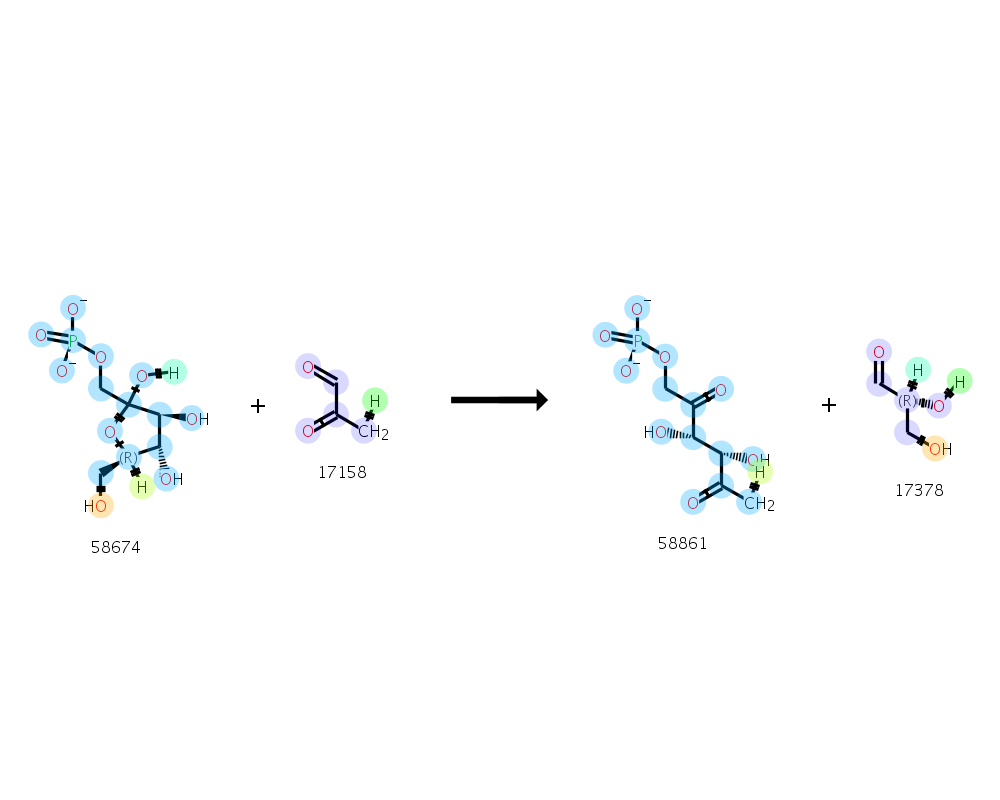 O−
O P O
O−
O H
O OH
(R)
OH
HO H
58674
+
O
O H
CH2
17158
O−
O P O
O−
O
HO OH
H
O CH2
58861
+
O
H H
(R) O
OH
17378